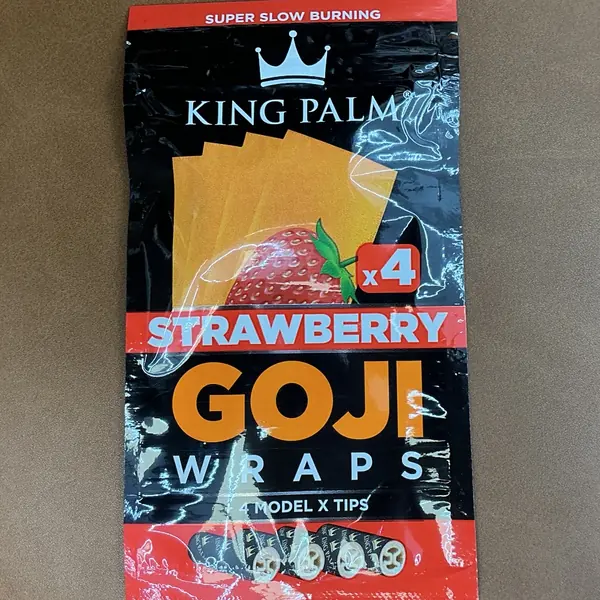 SUPER SLOW BURNING
KING PALM®
x4
STRAWBERRY
GOJI
WRAPS
4 MODEL X TIPS